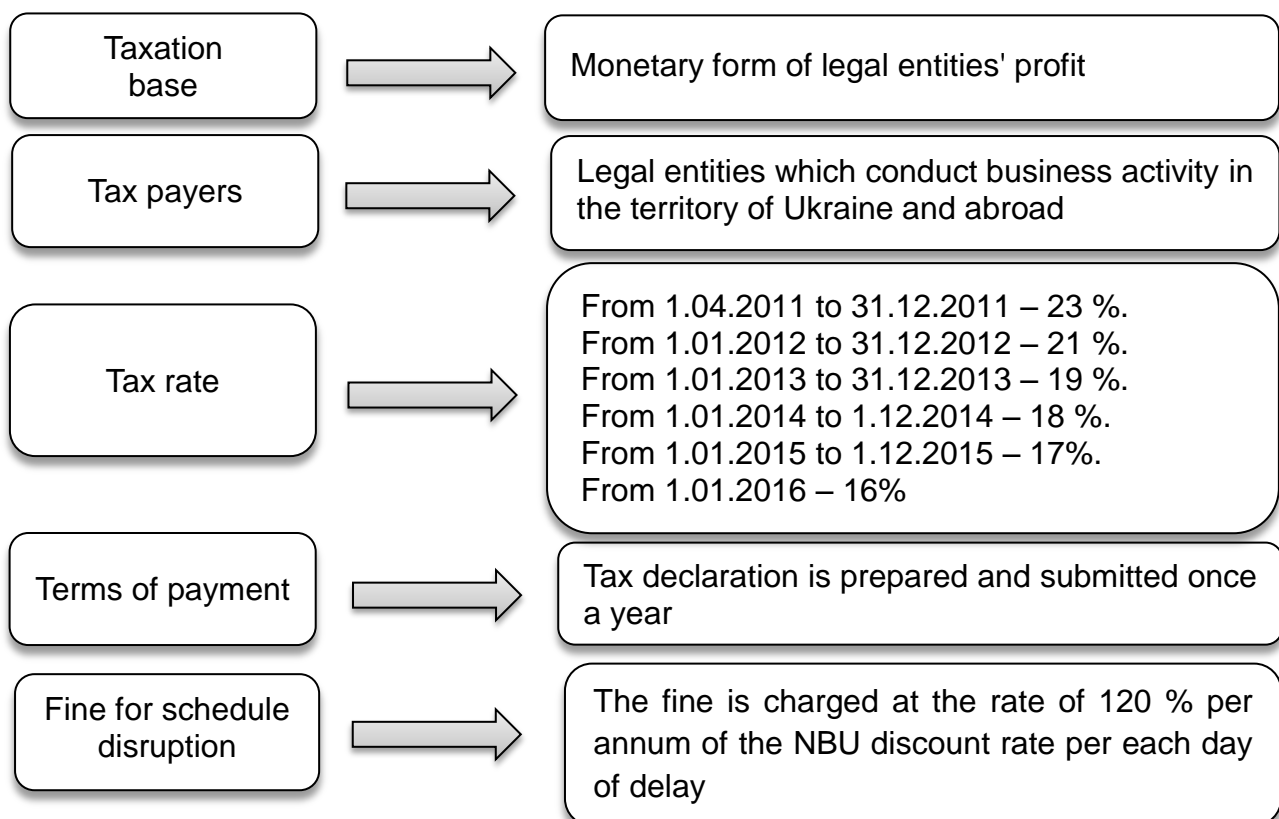 Taxation
base
Monetary form of legal entities' profit
Tax payers
Legal entities which conduct business activity in
the territory of Ukraine and abroad
Tax rate
From 1.04.2011 to 31.12.2011 – 23 %.
From 1.01.2012 to 31.12.2012 – 21 %.
From 1.01.2013 to 31.12.2013 – 19 %.
From 1.01.2014 to 1.12.2014 – 18 %.
From 1.01.2015 to 1.12.2015 – 17%.
From 1.01.2016 – 16%
Terms of payment
Tax declaration is prepared and submitted once
a year
Fine for schedule
disruption
The fine is charged at the rate of 120 % per
annum of the NBU discount rate per each day
of delay